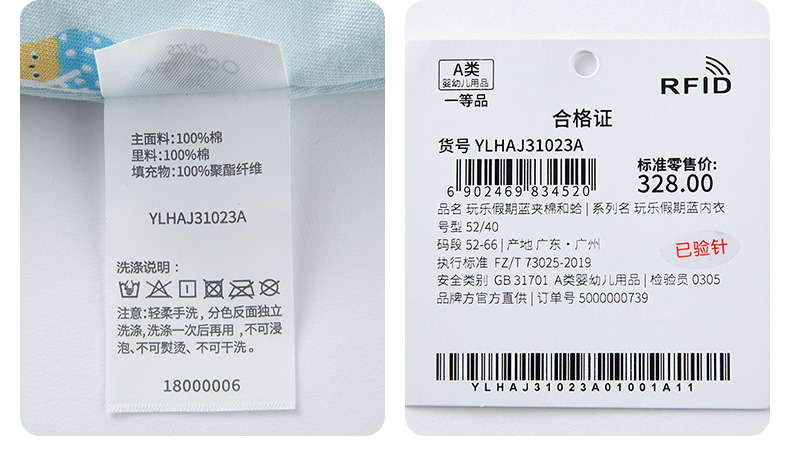 52/40
主面料:100%棉
里料:100%棉
填充物:100%聚酯纤维
YLHAJ31023A
洗涤说明:
注意:轻柔手洗,分色反面独立
洗涤,洗涤一次后再用,不可浸
泡、不可熨烫、不可干洗。
18000006
A类
婴幼儿用品
一等品
RFID
合格证
货号 YLHAJ31023A
6 902469 834520
标准零售价:
328.00
品名 玩乐假期蓝夹棉和蛤 | 系列名 玩乐假期蓝内衣
号型 52/40
码段 52-66 | 产地 广东·广州
执行标准 FZ/T 73025-2019
已验针
安全类别 GB 31701 A类婴幼儿用品 | 检验员 0305
品牌方官方直供 | 订单号 5000000739
YLHAJ31023A01001A11